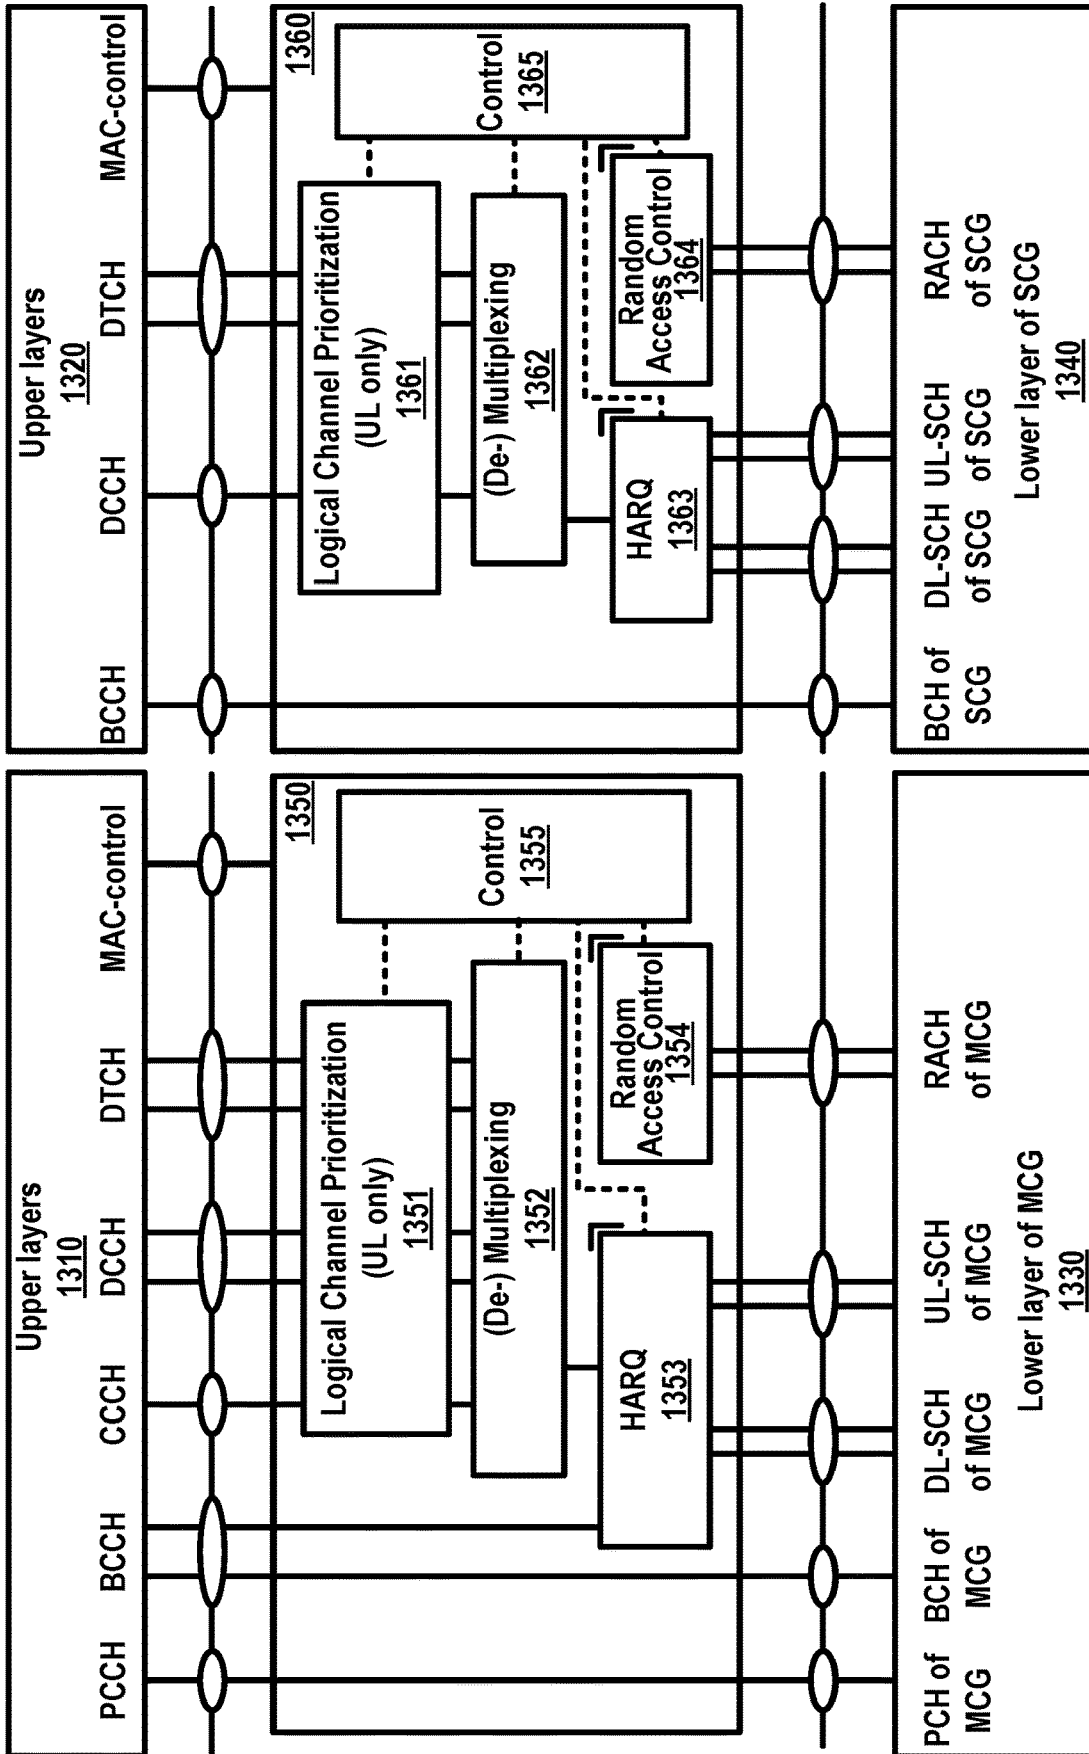 Upper layers
1310
PCCH
BCCH
CCCH
DCCH
DTCH
MAC-control
1350
Logical Channel Prioritization
(UL only)
1351
(De-) Multiplexing
1352
HARQ
1353
Random
Access Control
1354
Control
1355
PCH of
MCG
BCH of
MCG
DL-SCH
of MCG
UL-SCH
of MCG
RACH
of MCG
Lower layer of MCG
1330
Upper layers
1320
BCCH
DCCH
DTCH
MAC-control
1360
Logical Channel Prioritization
(UL only)
1361
(De-) Multiplexing
1362
HARQ
1363
Random
Access Control
1364
Control
1365
BCH of
SCG
DL-SCH
of SCG
UL-SCH
of SCG
RACH
of SCG
Lower layer of SCG
1340